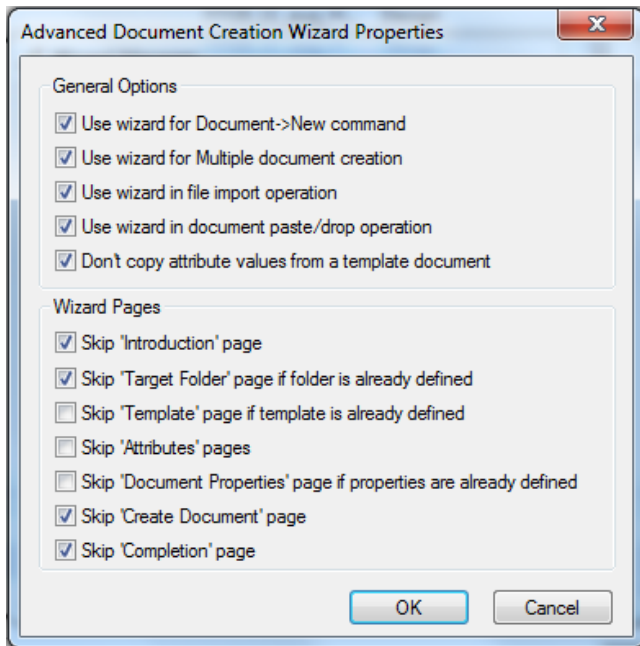 Advanced Document Creation Wizard Properties
General Options
Use wizard for Document->New command
Use wizard for Multiple document creation
Use wizard in file import operation
Use wizard in document paste/drop operation
Don't copy attribute values from a template document
Wizard Pages
Skip 'Introduction' page
Skip 'Target Folder' page if folder is already defined
Skip 'Template' page if template is already defined
Skip 'Attributes' pages
Skip 'Document Properties' page if properties are already defined
Skip 'Create Document' page
Skip 'Completion' page
OK
Cancel